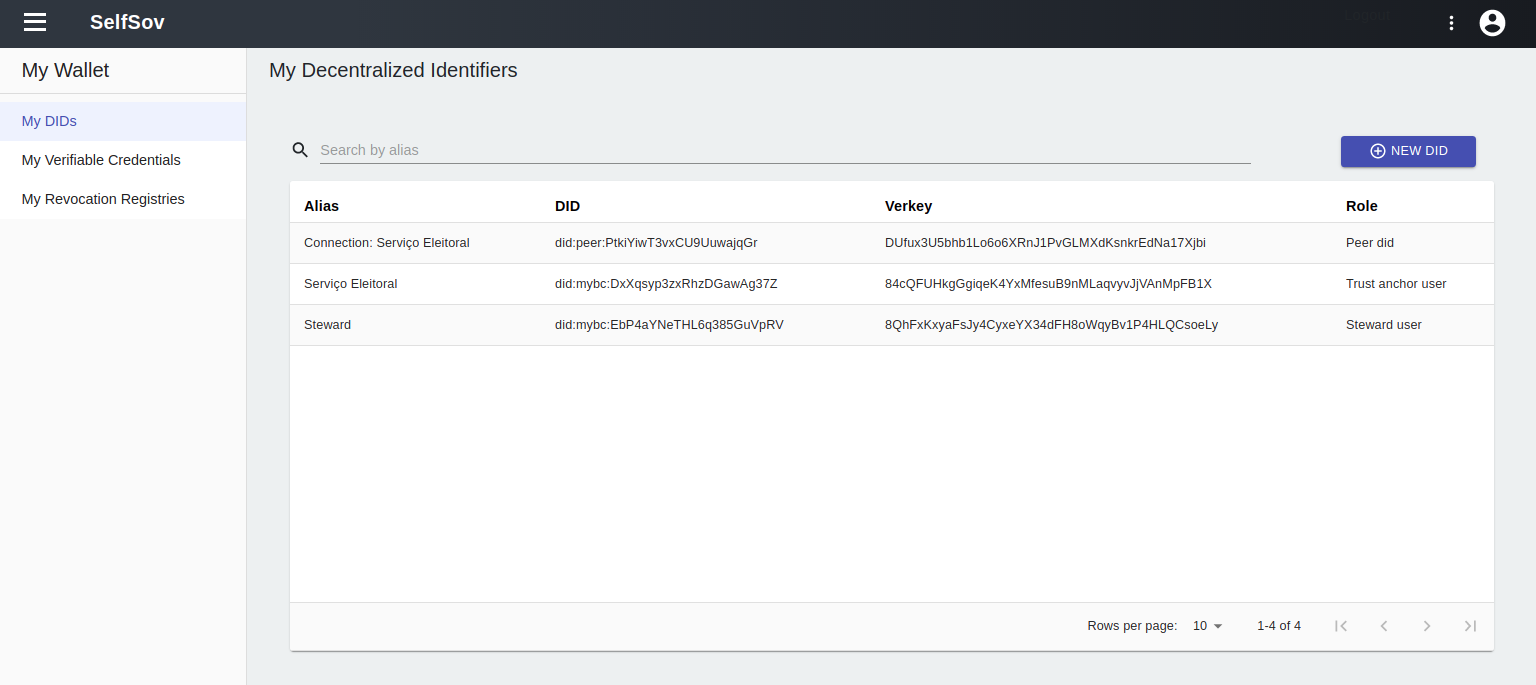 SelfSov
My Wallet
My Decentralized Identifiers
My DIDs
My Verifiable Credentials
My Revocation Registries
Search by alias
NEW DID
Alias DID Verkey Role
Connection: Serviço Eleitoral did:peer:PtkiYiwT3vxCU9UuwajqGr DUfux3U5bhb1Lo6o6XRnJ1PvGLMXdKsnkrEdNa17Xjbi Peer did
Serviço Eleitoral did:mybc:DxXqsyp3zxRhzDGawAg37Z 84cQFUHkgGgiqeK4YxMfesuB9nMLaqvyvJjVAnMpFB1X Trust anchor user
Steward did:mybc:EbP4aYNeTHL6q385GuVpRV 8QhFxKxyaFsJy4CyxeYX34dFH8oWqyBv1P4HLQCsoeLy Steward user
Rows per page: 10 1-4 of 4